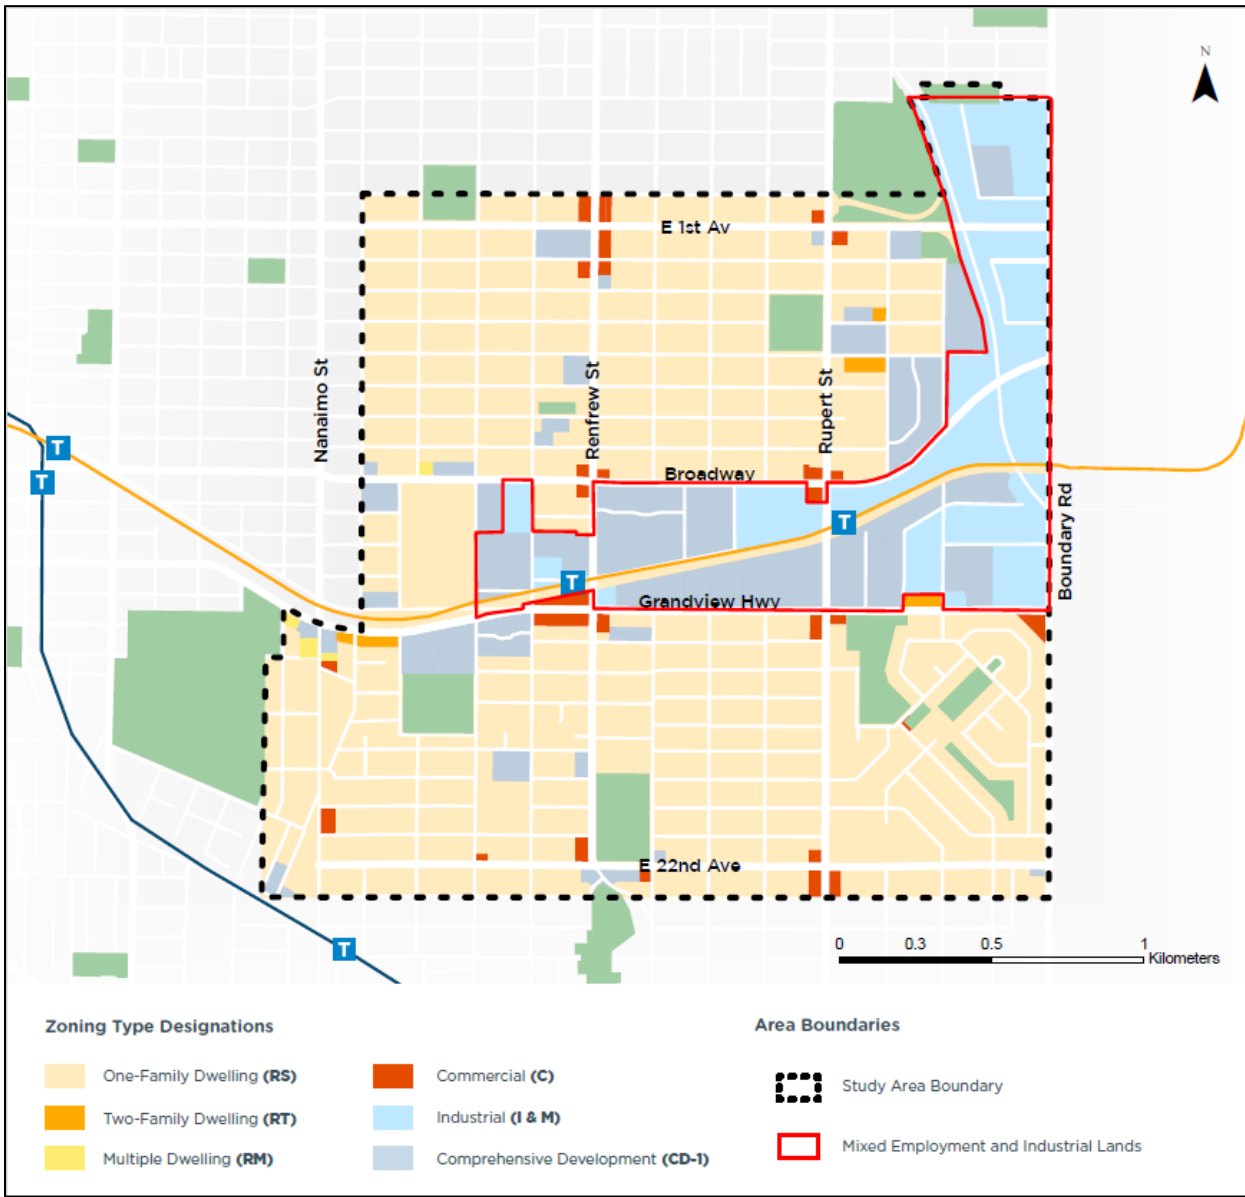 N
E 1st Av
Nanaimo St
Renfrew St
Rupert St
Broadway
T
T
T
T
Boundary Rd
Grandview Hwy
E 22nd Ave
T
0 0.3 0.5 1
Kilometers
Zoning Type Designations
One-Family Dwelling (RS)
Two-Family Dwelling (RT)
Multiple Dwelling (RM)
Commercial (C)
Industrial (I & M)
Comprehensive Development (CD-1)
Area Boundaries
Study Area Boundary
Mixed Employment and Industrial Lands